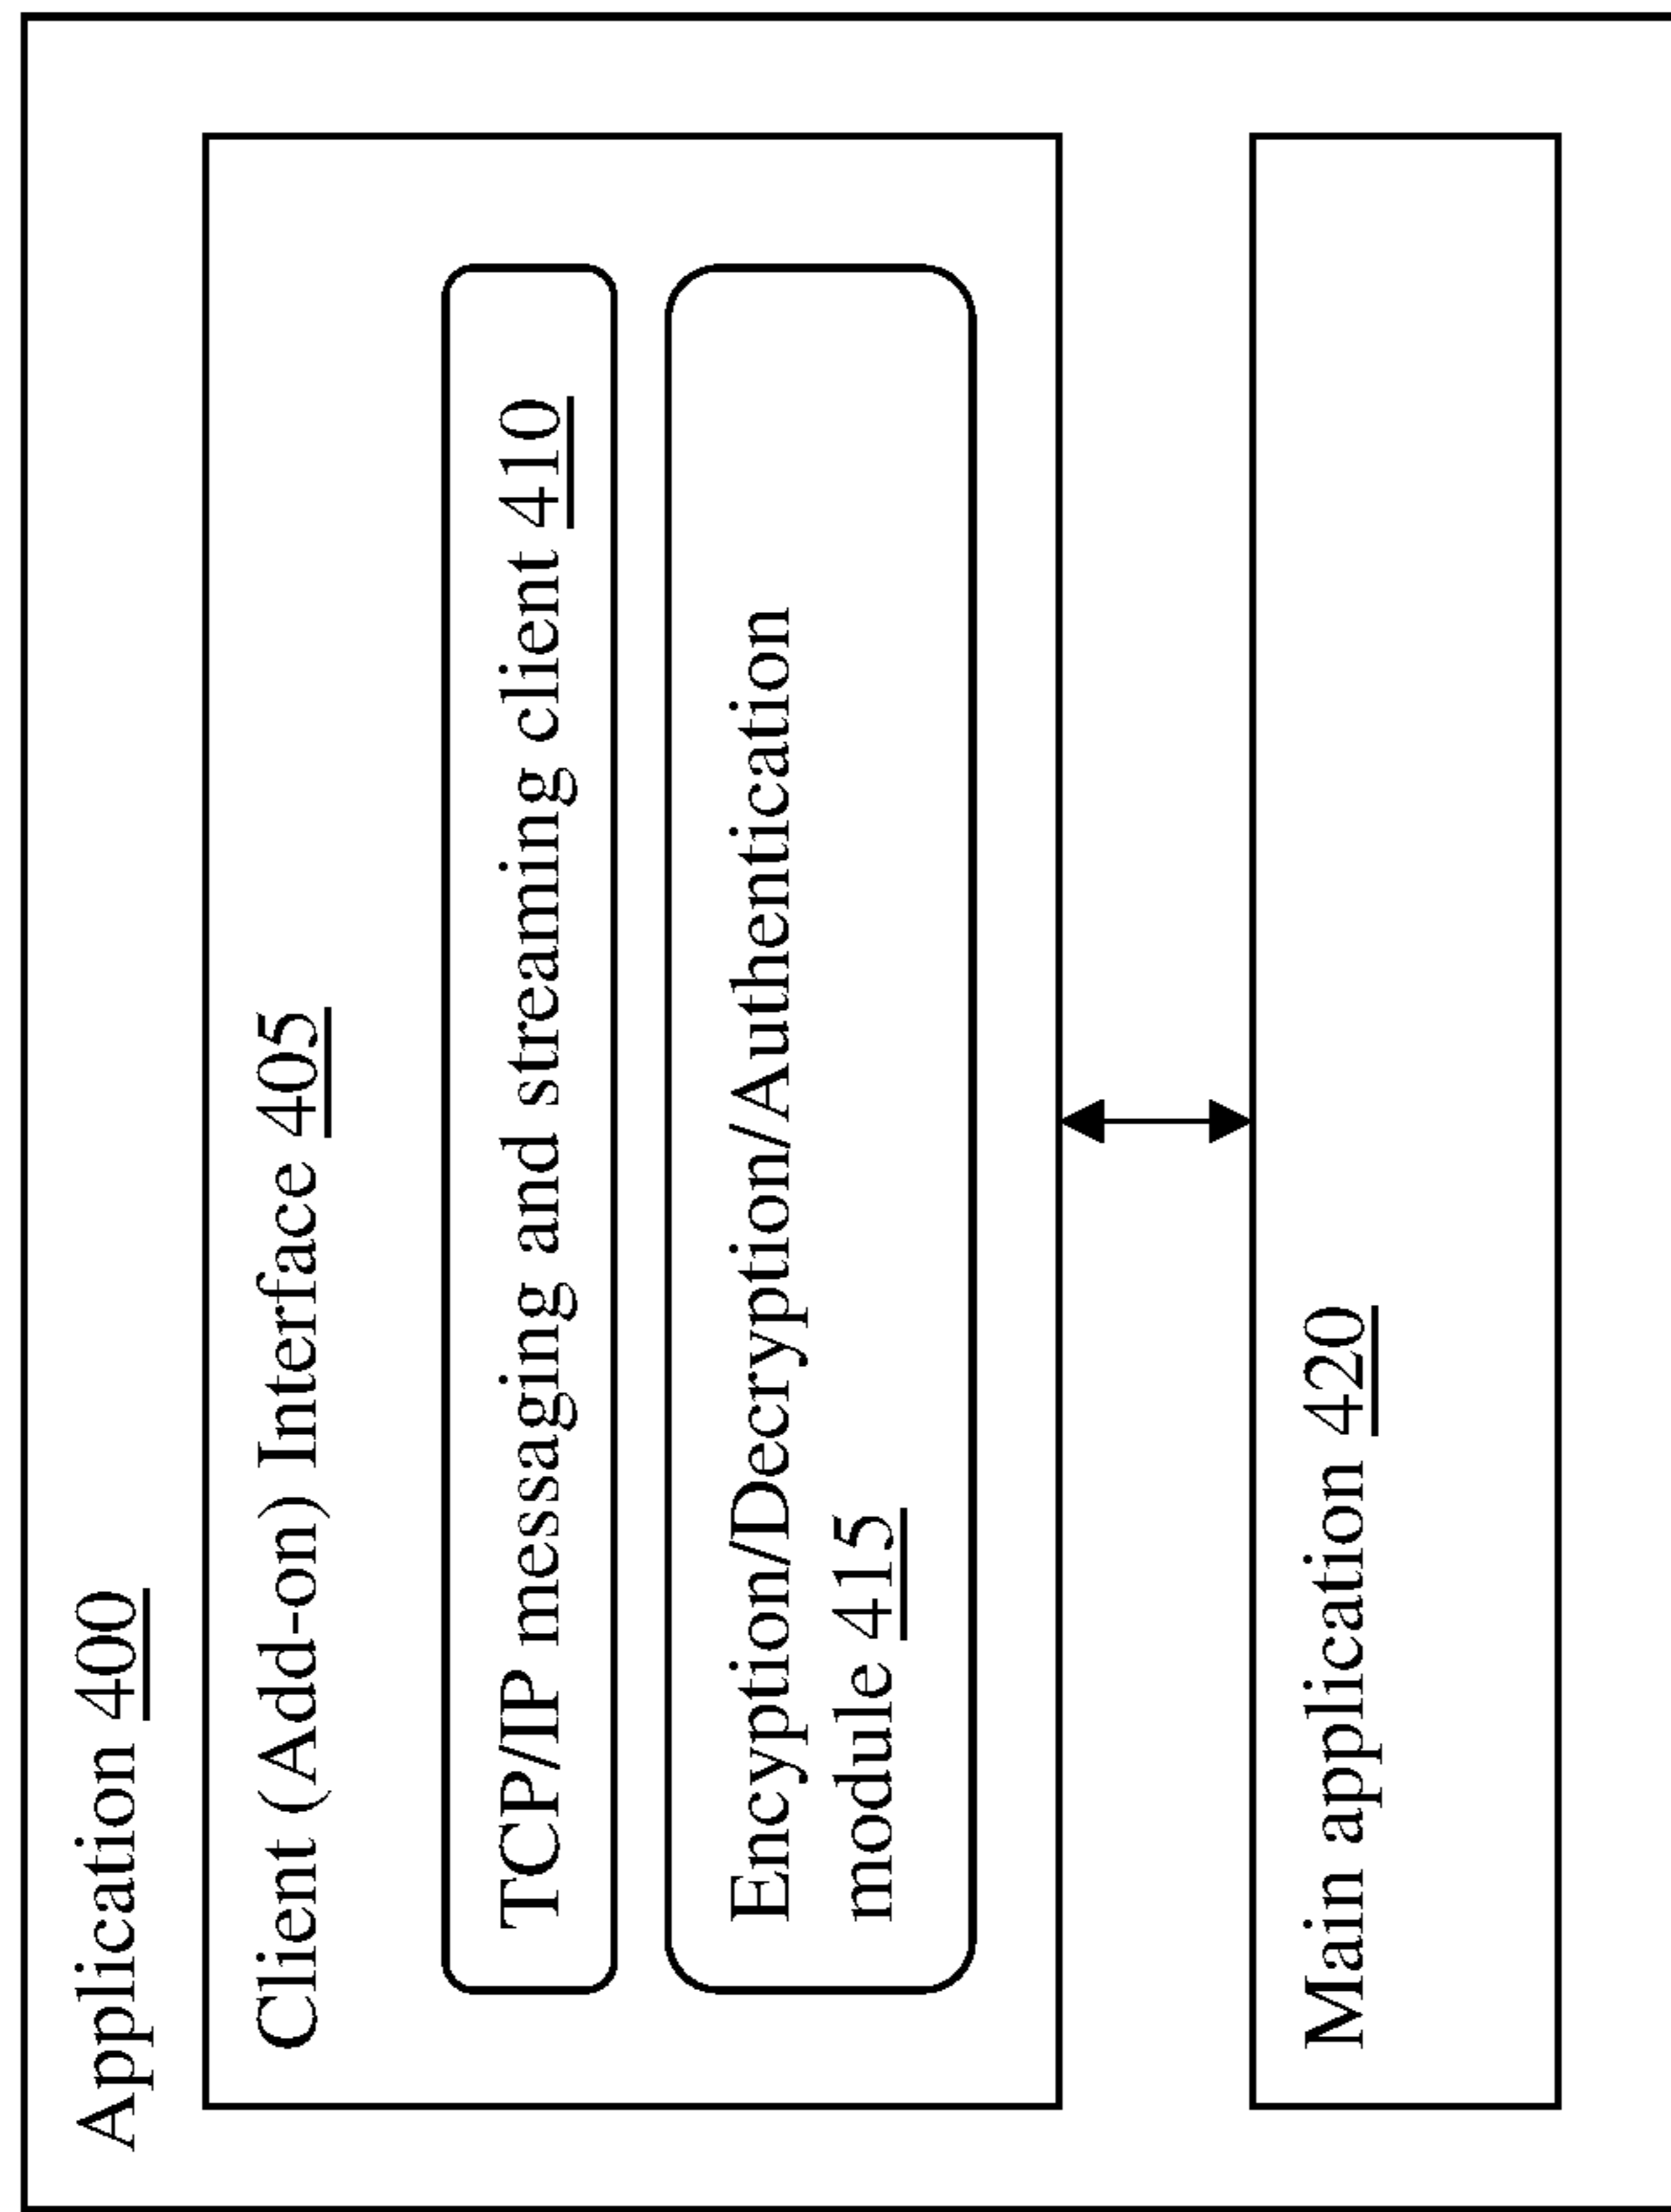 Application 400
Client (Add-on) Interface 405
TCP/IP messaging and streaming client 410
Encyption/Decryption/Authentication
module 415
Main application 420